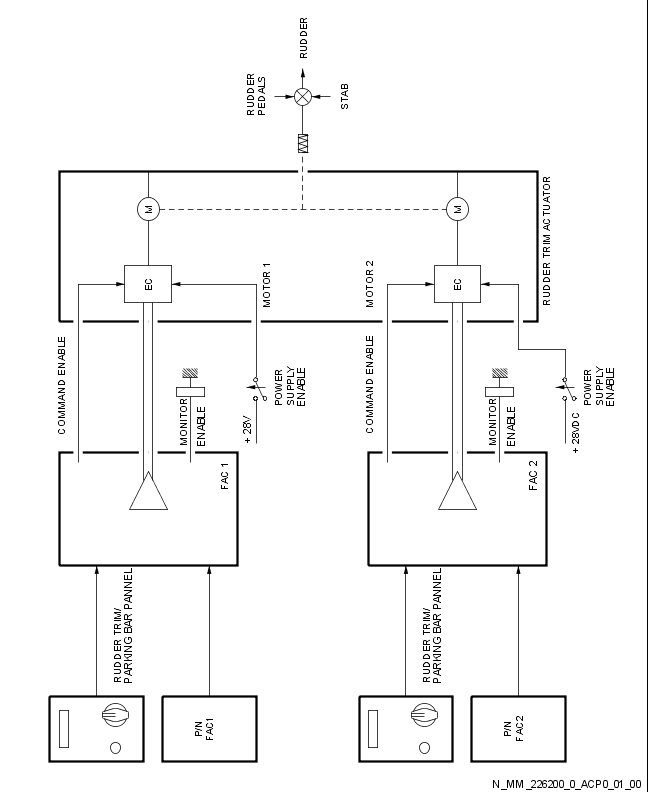 RUDDER
RUDDER
PEDALS
STAB
RUDDER TRIM ACTUATOR
M
M
EC
EC
MOTOR 1
MOTOR 2
COMMAND ENABLE
MONITOR
ENABLE
+ 28V
POWER
SUPPLY
ENABLE
COMMAND ENABLE
MONITOR
ENABLE
+ 28VDC
POWER
SUPPLY
ENABLE
FAC 1
FAC 2
RUDDER TRIM/
PARKING BAR PANNEL
RUDDER TRIM/
PARKING BAR PANNEL
P/N
FAC1
P/N
FAC2
N_MM_226200_0_ACP0_01_00